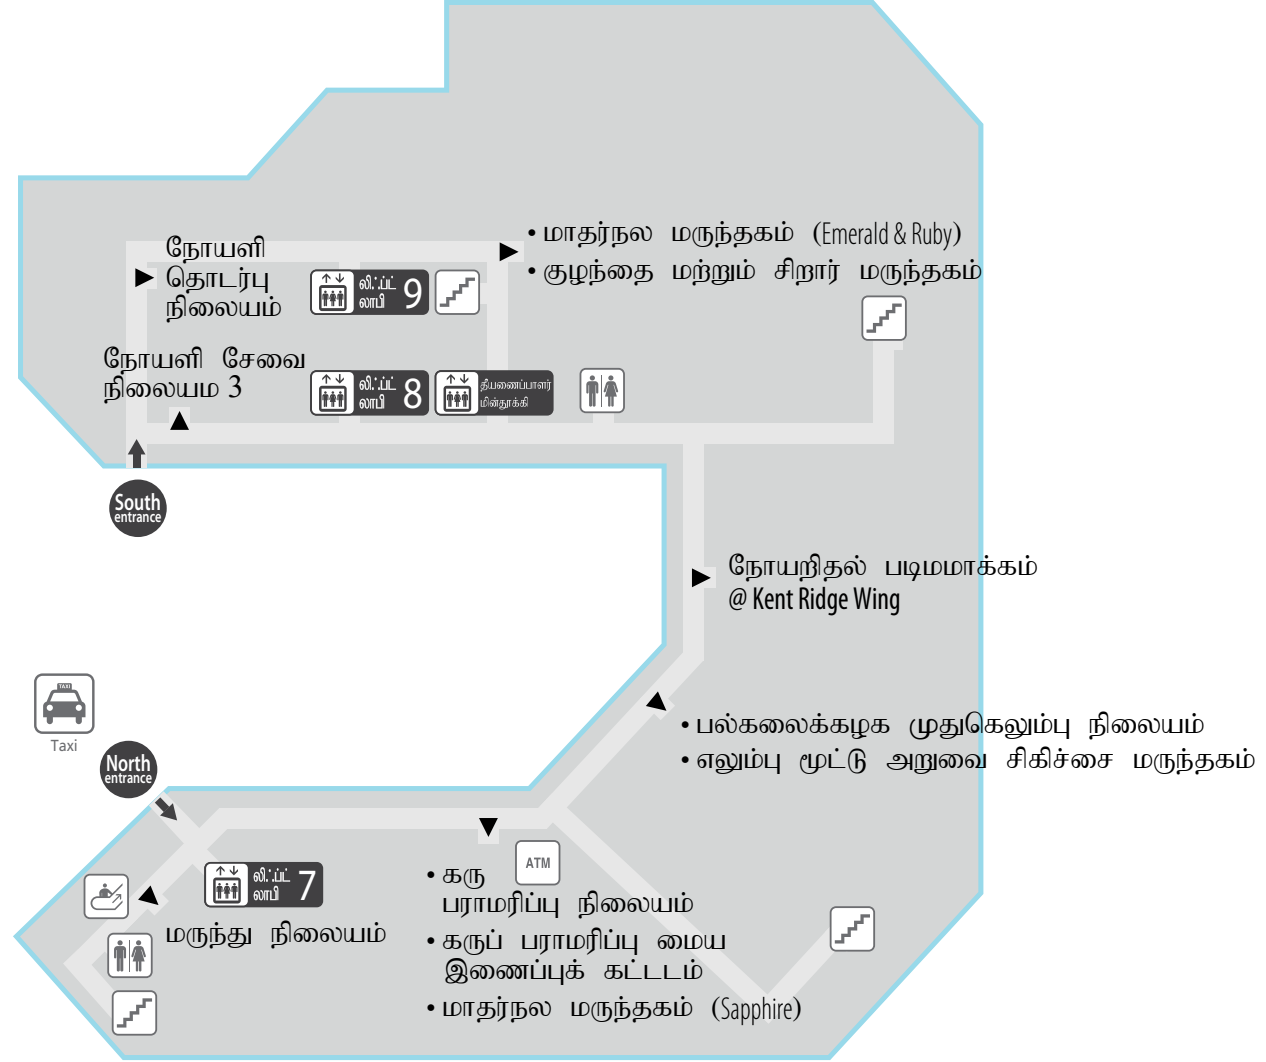 • மாதர்நல மருந்தகம் (Emerald & Ruby)
• குழந்தை மற்றும் சிறார் மருந்தகம்
நோயளி
தொடர்பு
நிலையம்
லிஃப்ட்
லாபி 9
நோயளி சேவை
நிலையம 3
லிஃப்ட்
லாபி 8
தீயணைப்பாளர்
மின்தூக்கி
South
entrance
நோயறிதல் படிமமாக்கம்
@ Kent Ridge Wing
TAXI
Taxi
• பல்கலைக்கழக முதுகெலும்பு நிலையம்
• எலும்பு மூட்டு அறுவை சிகிச்சை மருந்தகம்
North
entrance
லிஃப்ட்
லாபி 7
மருந்து நிலையம்
ATM
• கரு
பராமரிப்பு நிலையம்
• கருப் பராமரிப்பு மைய
இணைப்புக் கட்டடம்
• மாதர்நல மருந்தகம் (Sapphire)